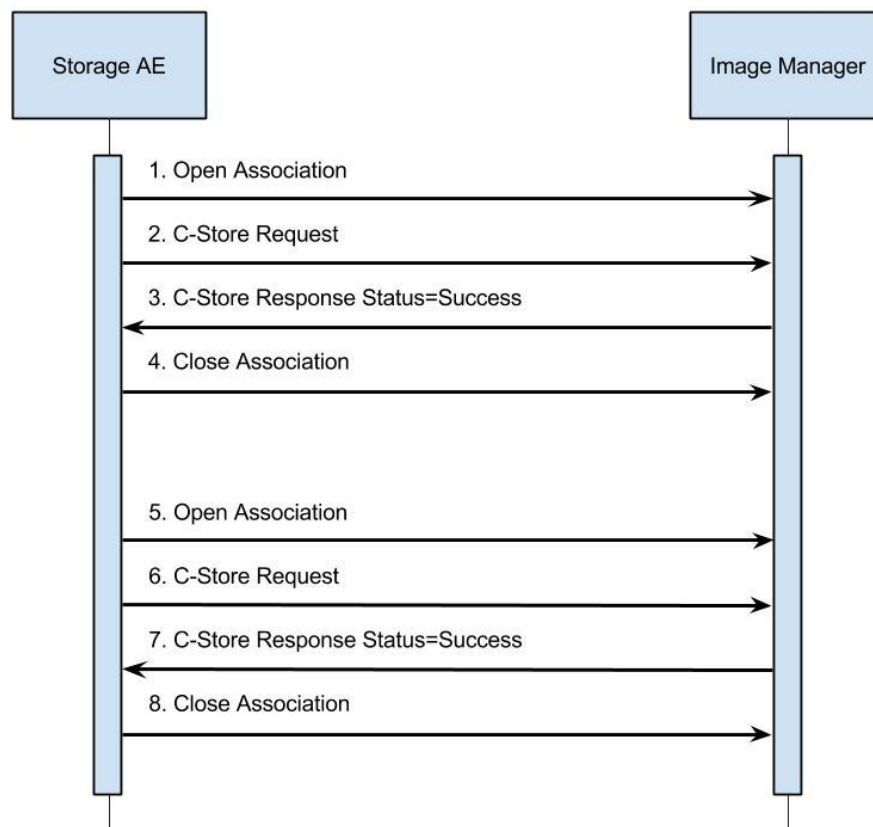 Storage AE
Image Manager
1. Open Association
2. C-Store Request
3. C-Store Response Status=Success
4. Close Association
5. Open Association
6. C-Store Request
7. C-Store Response Status=Success
8. Close Association